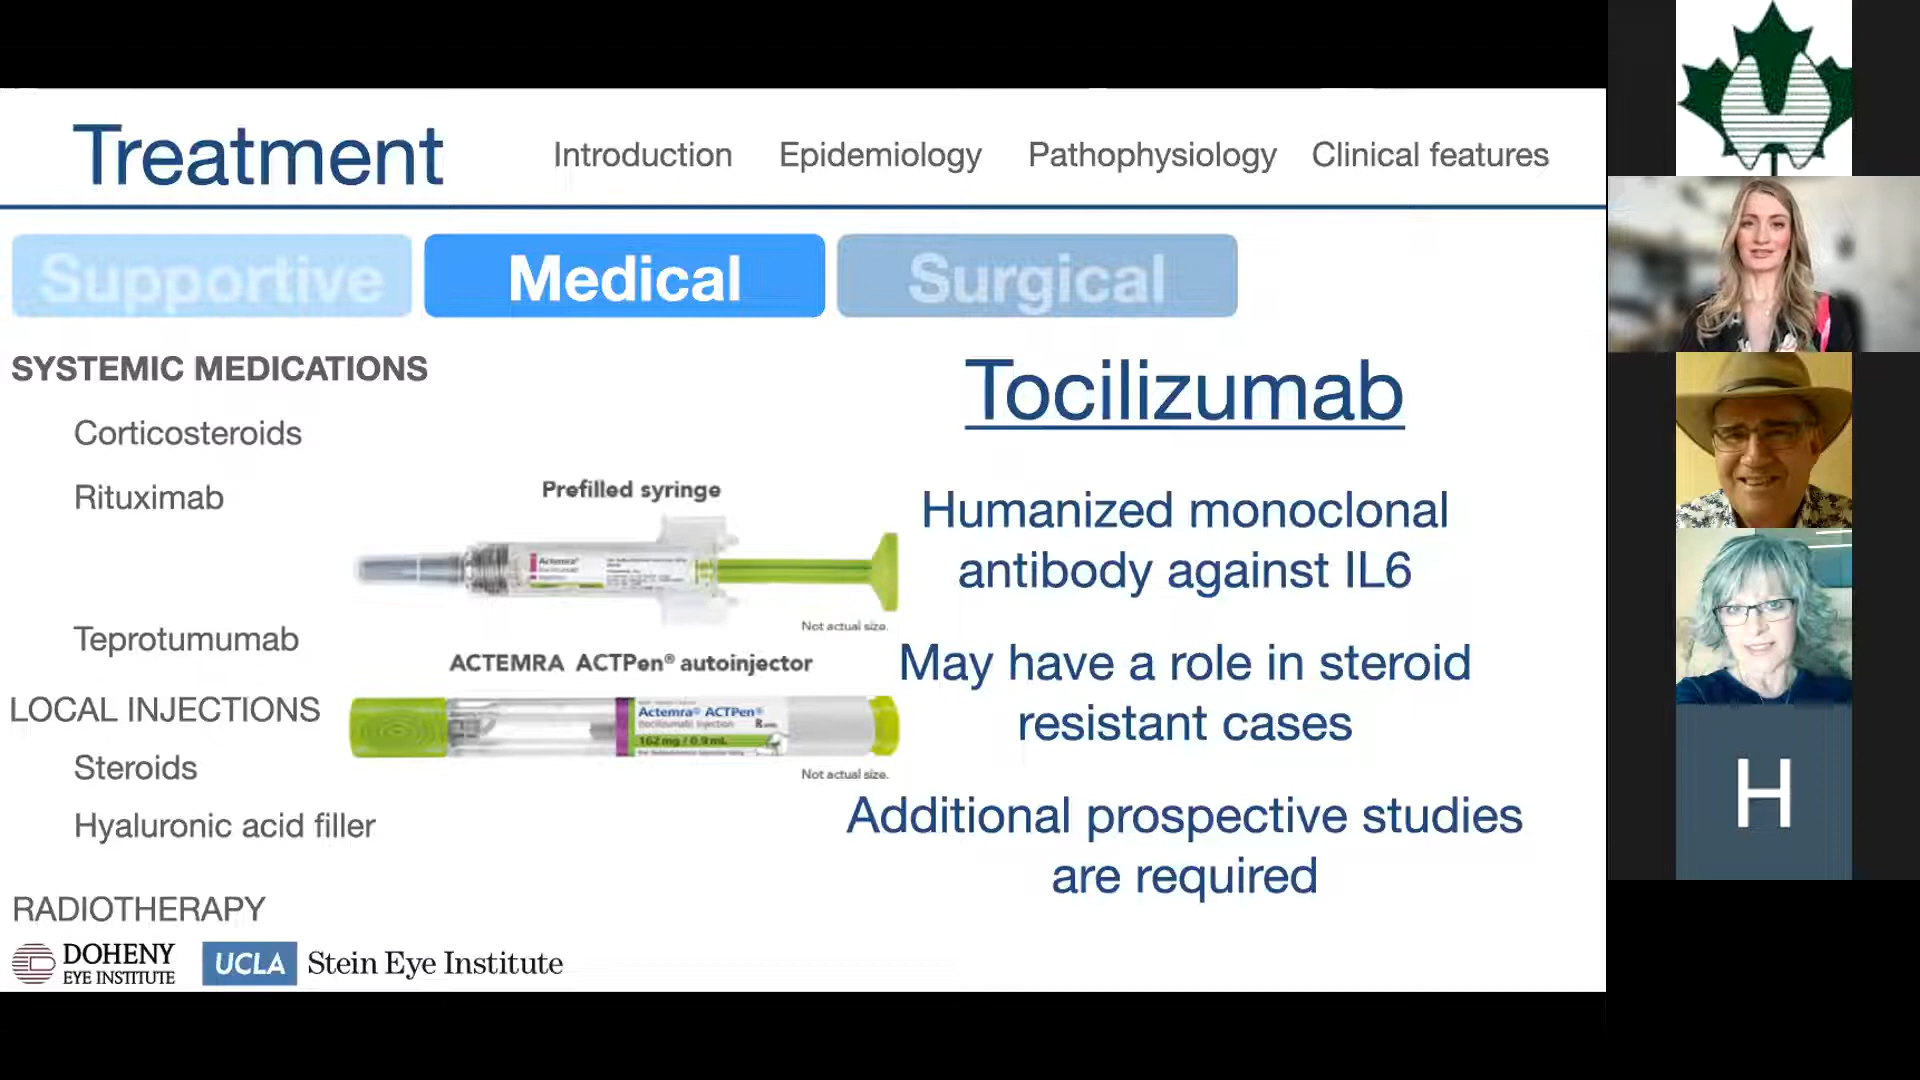 Treatment
Introduction
Epidemiology
Pathophysiology
Clinical features
Supportive
Medical
Surgical
SYSTEMIC MEDICATIONS
Corticosteroids
Rituximab
Teprotumumab
LOCAL INJECTIONS
Steroids
Hyaluronic acid filler
RADIOTHERAPY
Prefilled syringe
Actemra®
Not actual size.
ACTEMRA ACTPen® autoinjector
Actemra® ACTPen®
(tocilizumab) injection
162 mg / 0.9 mL
Not actual size.
Tocilizumab
Humanized monoclonal
antibody against IL6
May have a role in steroid
resistant cases
Additional prospective studies
are required
DOHENY
EYE INSTITUTE
UCLA Stein Eye Institute
H